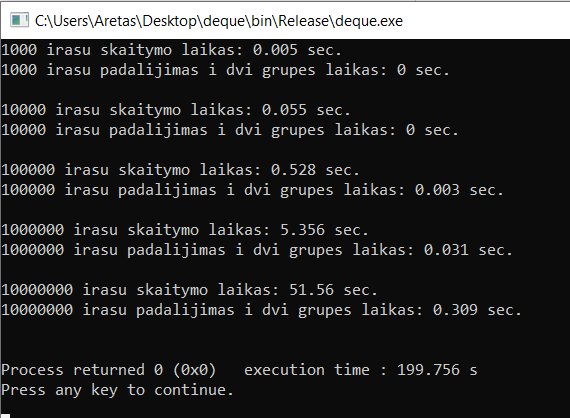 C:\Users\Aretas\Desktop\deque\bin\Release\deque.exe
1000 irasu skaitymo laikas: 0.005 sec.
1000 irasu padalijimas i dvi grupes laikas: 0 sec.
10000 irasu skaitymo laikas: 0.055 sec.
10000 irasu padalijimas i dvi grupes laikas: 0 sec.
100000 irasu skaitymo laikas: 0.528 sec.
100000 irasu padalijimas i dvi grupes laikas: 0.003 sec.
1000000 irasu skaitymo laikas: 5.356 sec.
1000000 irasu padalijimas i dvi grupes laikas: 0.031 sec.
10000000 irasu skaitymo laikas: 51.56 sec.
10000000 irasu padalijimas i dvi grupes laikas: 0.309 sec.
Process returned 0 (0x0)   execution time : 199.756 s
Press any key to continue.